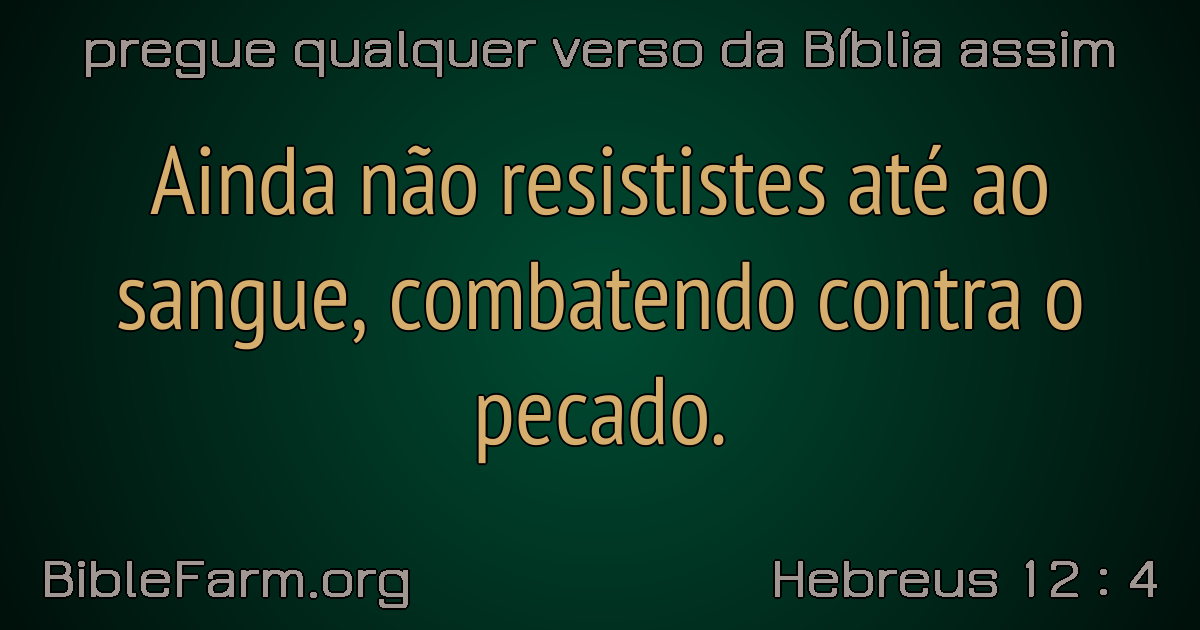 pregue qualquer verso da Bíblia assim
Ainda não resististes até ao
sangue, combatendo contra o
pecado.
BibleFarm.org
Hebreus 12 : 4